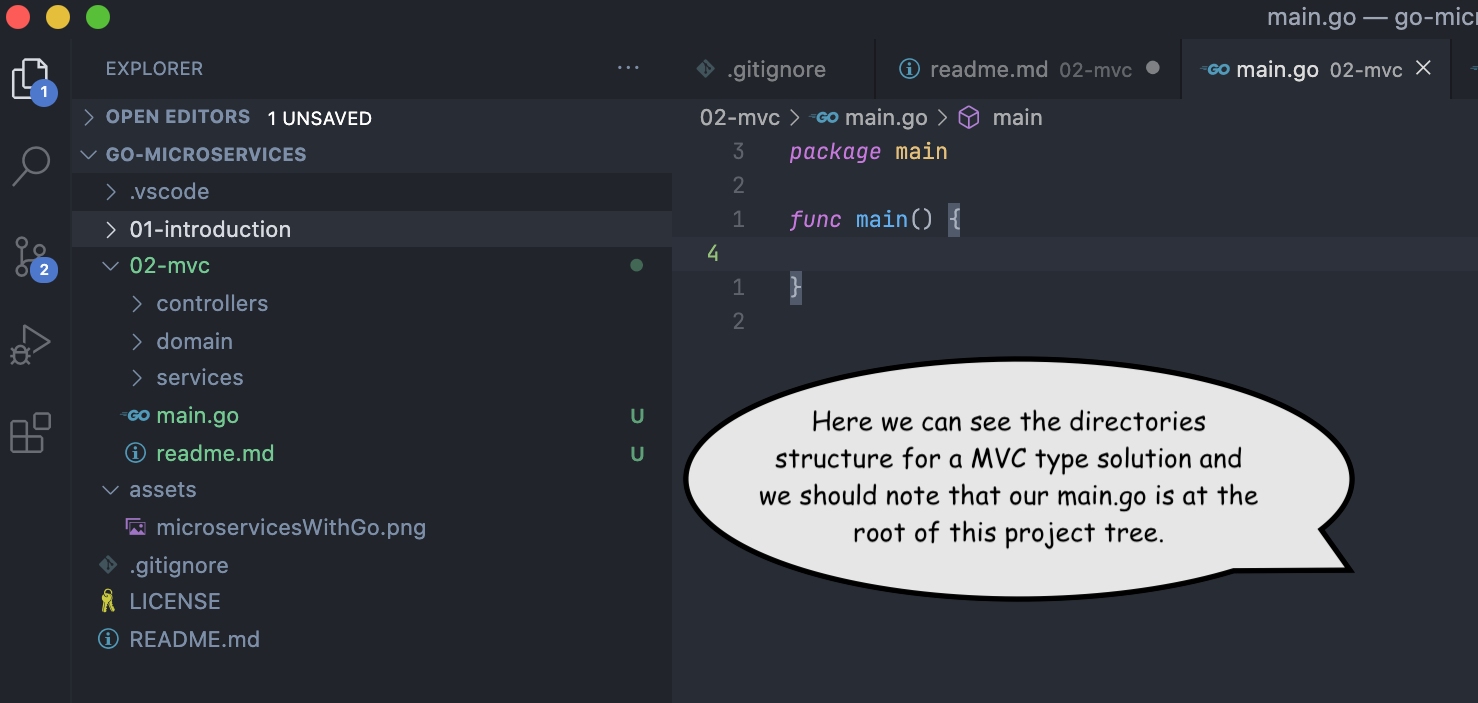 main.go — go-micr
EXPLORER
.gitignore
readme.md 02-mvc
main.go 02-mvc
1
OPEN EDITORS 1 UNSAVED
02-mvc > main.go > main
GO-MICROSERVICES
3 package main
.vscode
2
01-introduction
1 func main() {
02-mvc
4
2
controllers
1 }
domain
2
services
main.go U
readme.md U
assets
microservicesWithGo.png
.gitignore
LICENSE
README.md
Here we can see the directories
structure for a MVC type solution and
we should note that our main.go is at the
root of this project tree.